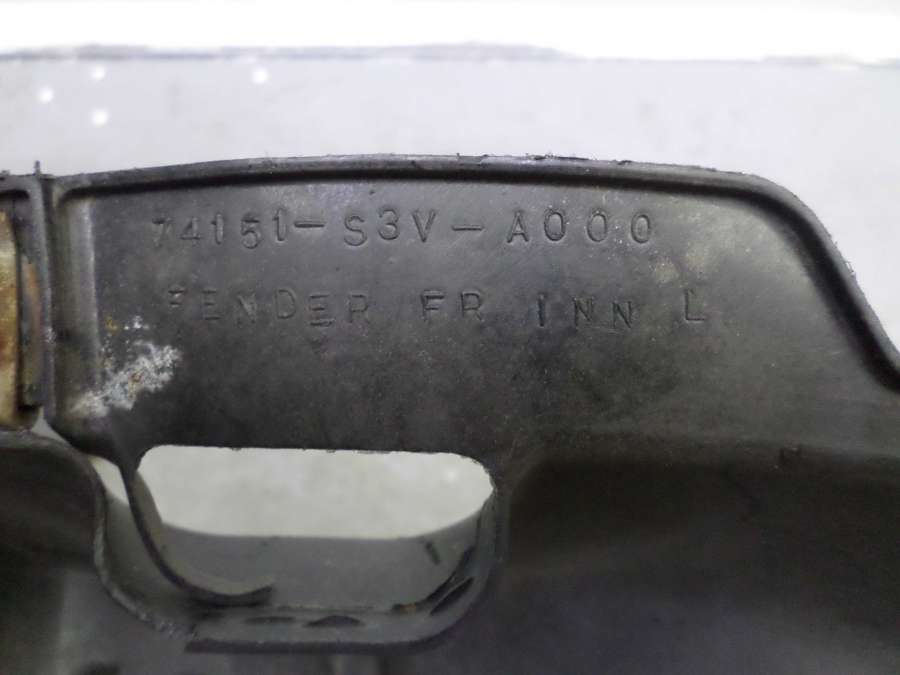 74151-S3V-A000
FENDER FR INN L